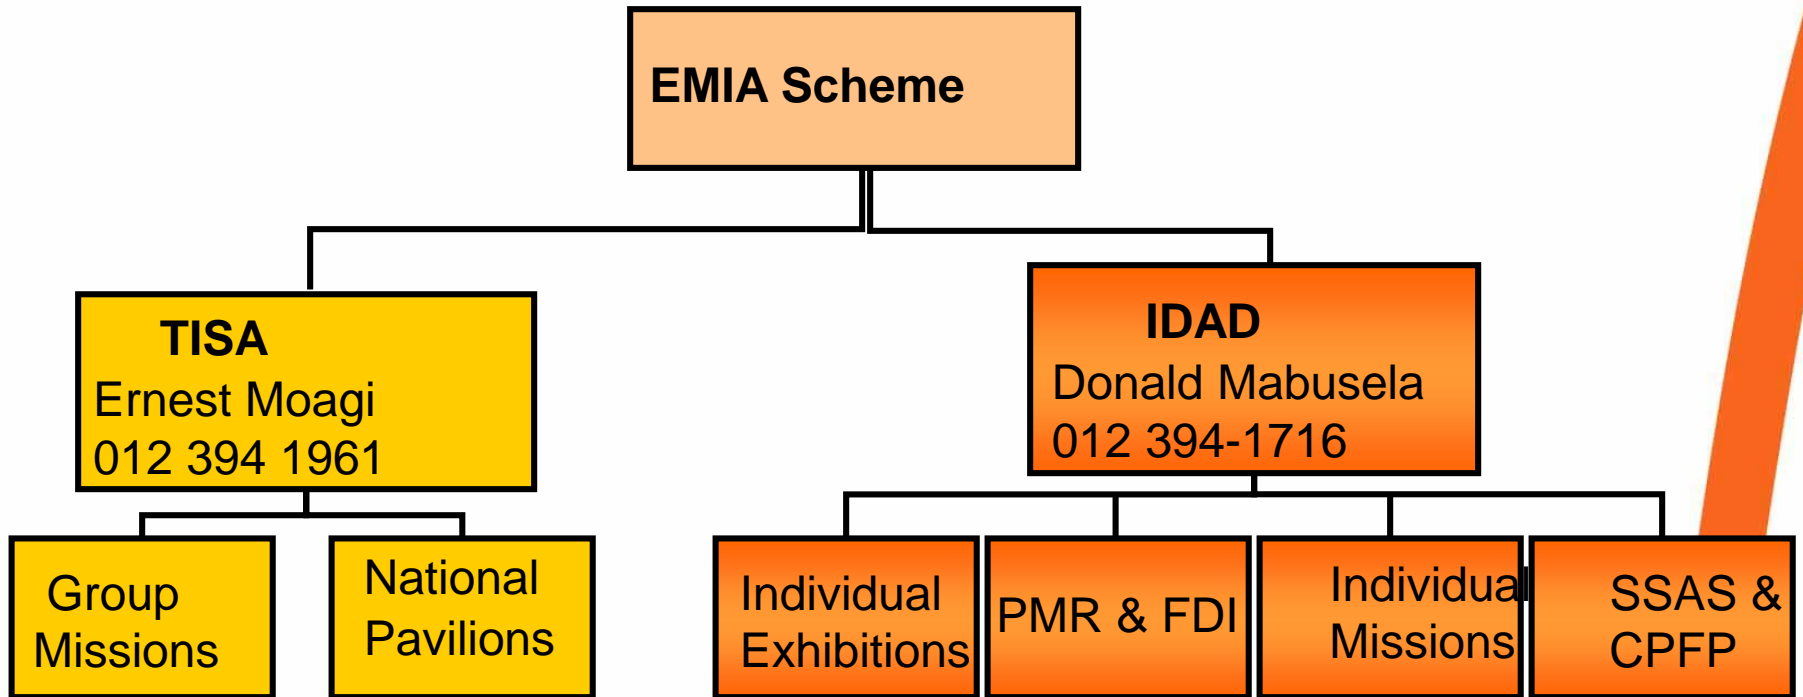 EMIA Scheme
TISA
Ernest Moagi
012 394 1961
IDAD
Donald Mabusela
012 394-1716
Group
Missions
National
Pavilions
Individual
Exhibitions
PMR & FDI
Individual
Missions
SSAS &
CPFP